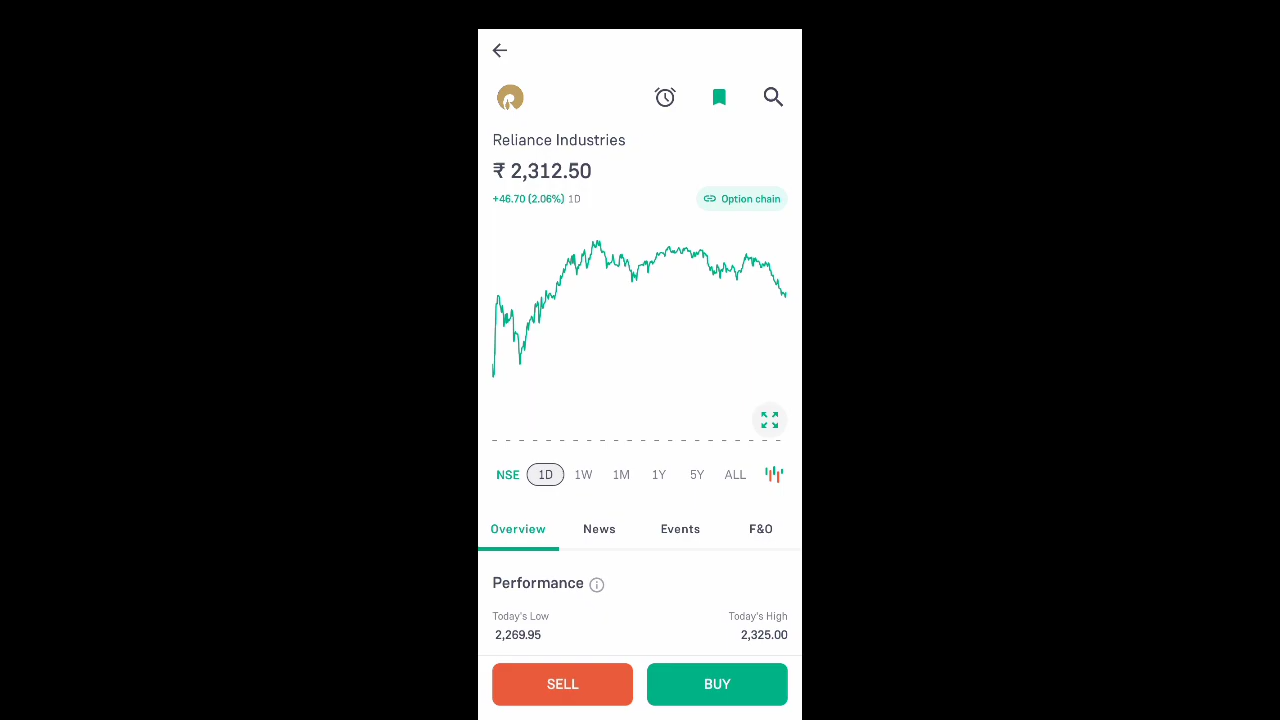 Reliance Industries
₹ 2,312.50
+46.70 (2.06%) 1D
Option chain
NSE 1D 1W 1M 1Y 5Y ALL
Overview News Events F&O
Performance
Today's Low Today's High
2,269.95 2,325.00
SELL BUY